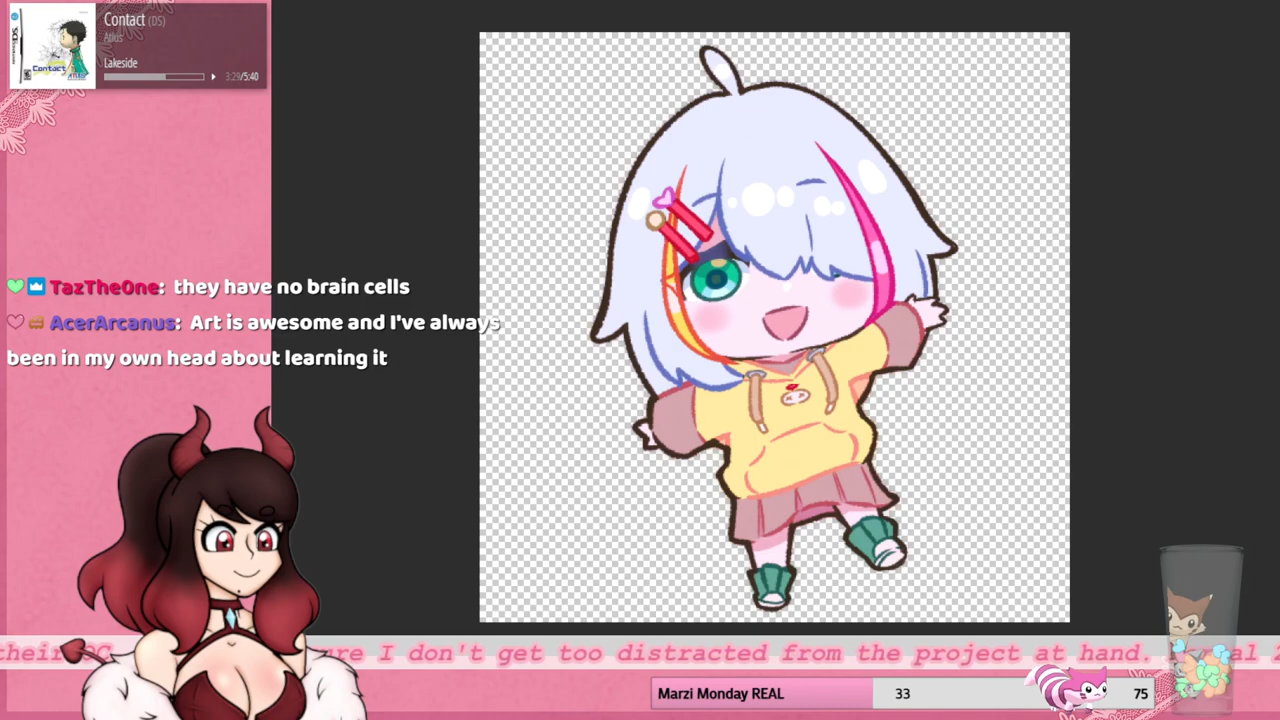 Contact (DS)
Atlus
Lakeside
3:29/5:40
Contact
TazTheOne: they have no brain cells
AcerArcanus: Art is awesome and I've always
been in my own head about learning it
their OC
ure I don't get too distracted from the project at hand.
Marzi Monday REAL 33 75